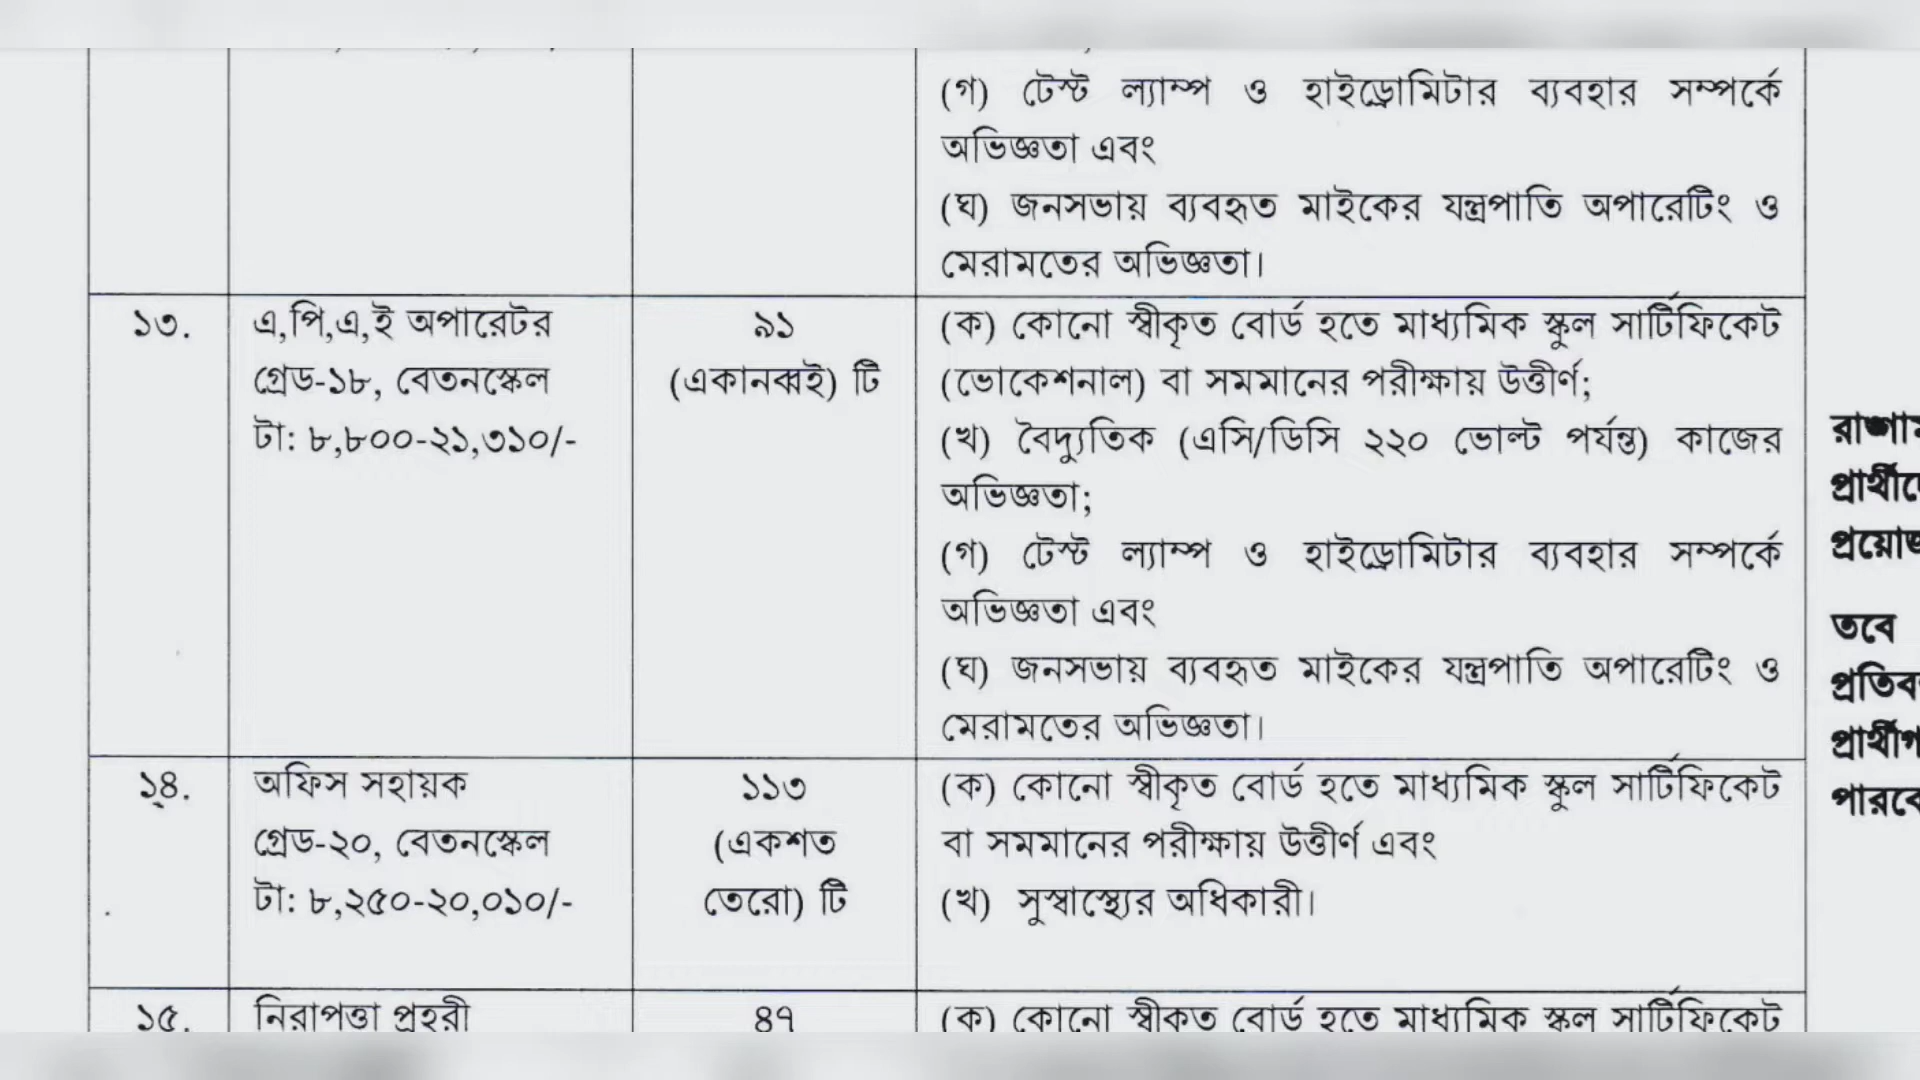 (গ) টেস্ট ল্যাম্প ও হাইড্রোমিটার ব্যবহার সম্পর্কে
অভিজ্ঞতা এবং
(ঘ) জনসভায় ব্যবহৃত মাইকের যন্ত্রপাতি অপারেটিং ও
মেরামতের অভিজ্ঞতা।
১৩.
এ,পি,এ,ই অপারেটর
গ্রেড-১৮, বেতনস্কেল
টা: ৮,৮০০-২১,৩১০/-
৯১
(একানব্বই) টি
(ক) কোনো স্বীকৃত বোর্ড হতে মাধ্যমিক স্কুল সার্টিফিকেট
(ভোকেশনাল) বা সমমানের পরীক্ষায় উত্তীর্ণ;
(খ) বৈদ্যুতিক (এসি/ডিসি ২২০ ভোল্ট পর্যন্ত) কাজের
অভিজ্ঞতা;
(গ) টেস্ট ল্যাম্প ও হাইড্রোমিটার ব্যবহার সম্পর্কে
অভিজ্ঞতা এবং
(ঘ) জনসভায় ব্যবহৃত মাইকের যন্ত্রপাতি অপারেটিং ও
মেরামতের অভিজ্ঞতা।
১৪.
অফিস সহায়ক
গ্রেড-২০, বেতনস্কেল
টা: ৮,২৫০-২০,০১০/-
১১৩
(একশত
তেরো) টি
(ক) কোনো স্বীকৃত বোর্ড হতে মাধ্যমিক স্কুল সার্টিফিকেট
বা সমমানের পরীক্ষায় উত্তীর্ণ এবং
(খ) সুস্বাস্থ্যের অধিকারী।
১৫.
নিরাপত্তা প্রহরী
৪৭
(ক) কোনো স্বীকৃত বোর্ড হতে মাধ্যমিক স্কুল সার্টিফিকেট
তবে